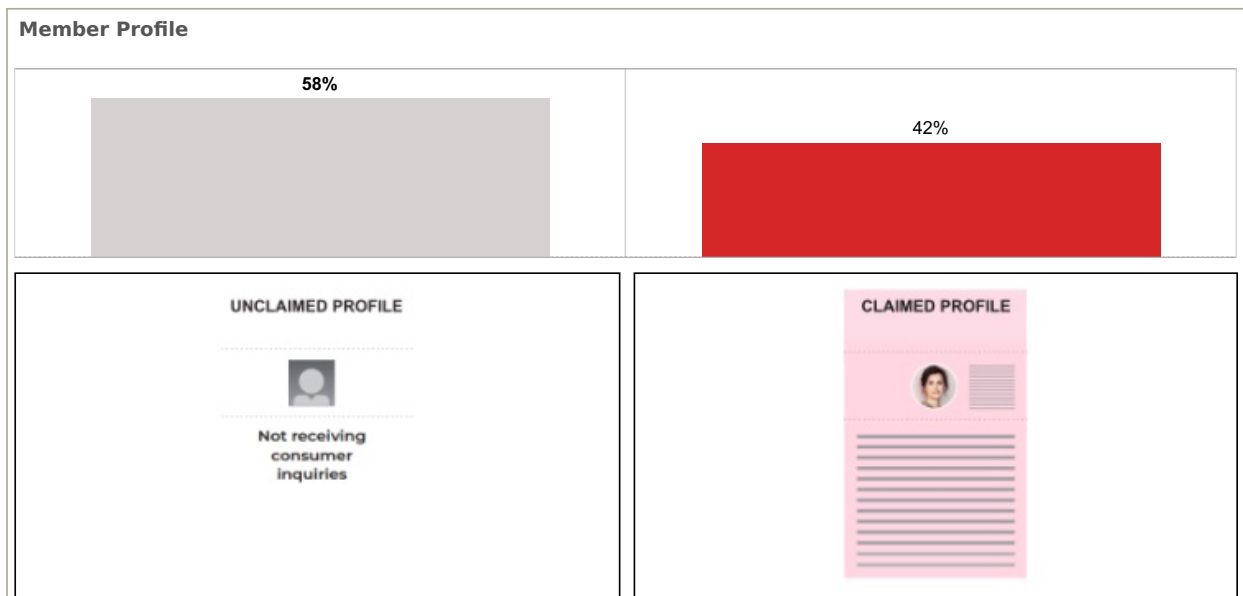 Member Profile
58%
42%
UNCLAIMED PROFILE
Not receiving
consumer
inquiries
CLAIMED PROFILE